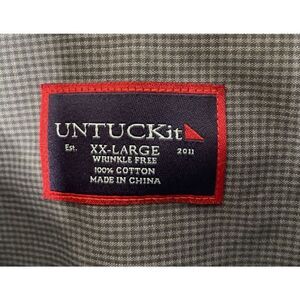 UNTUCKit
Est. XX-LARGE 2011
WRINKLE FREE
100% COTTON
MADE IN CHINA